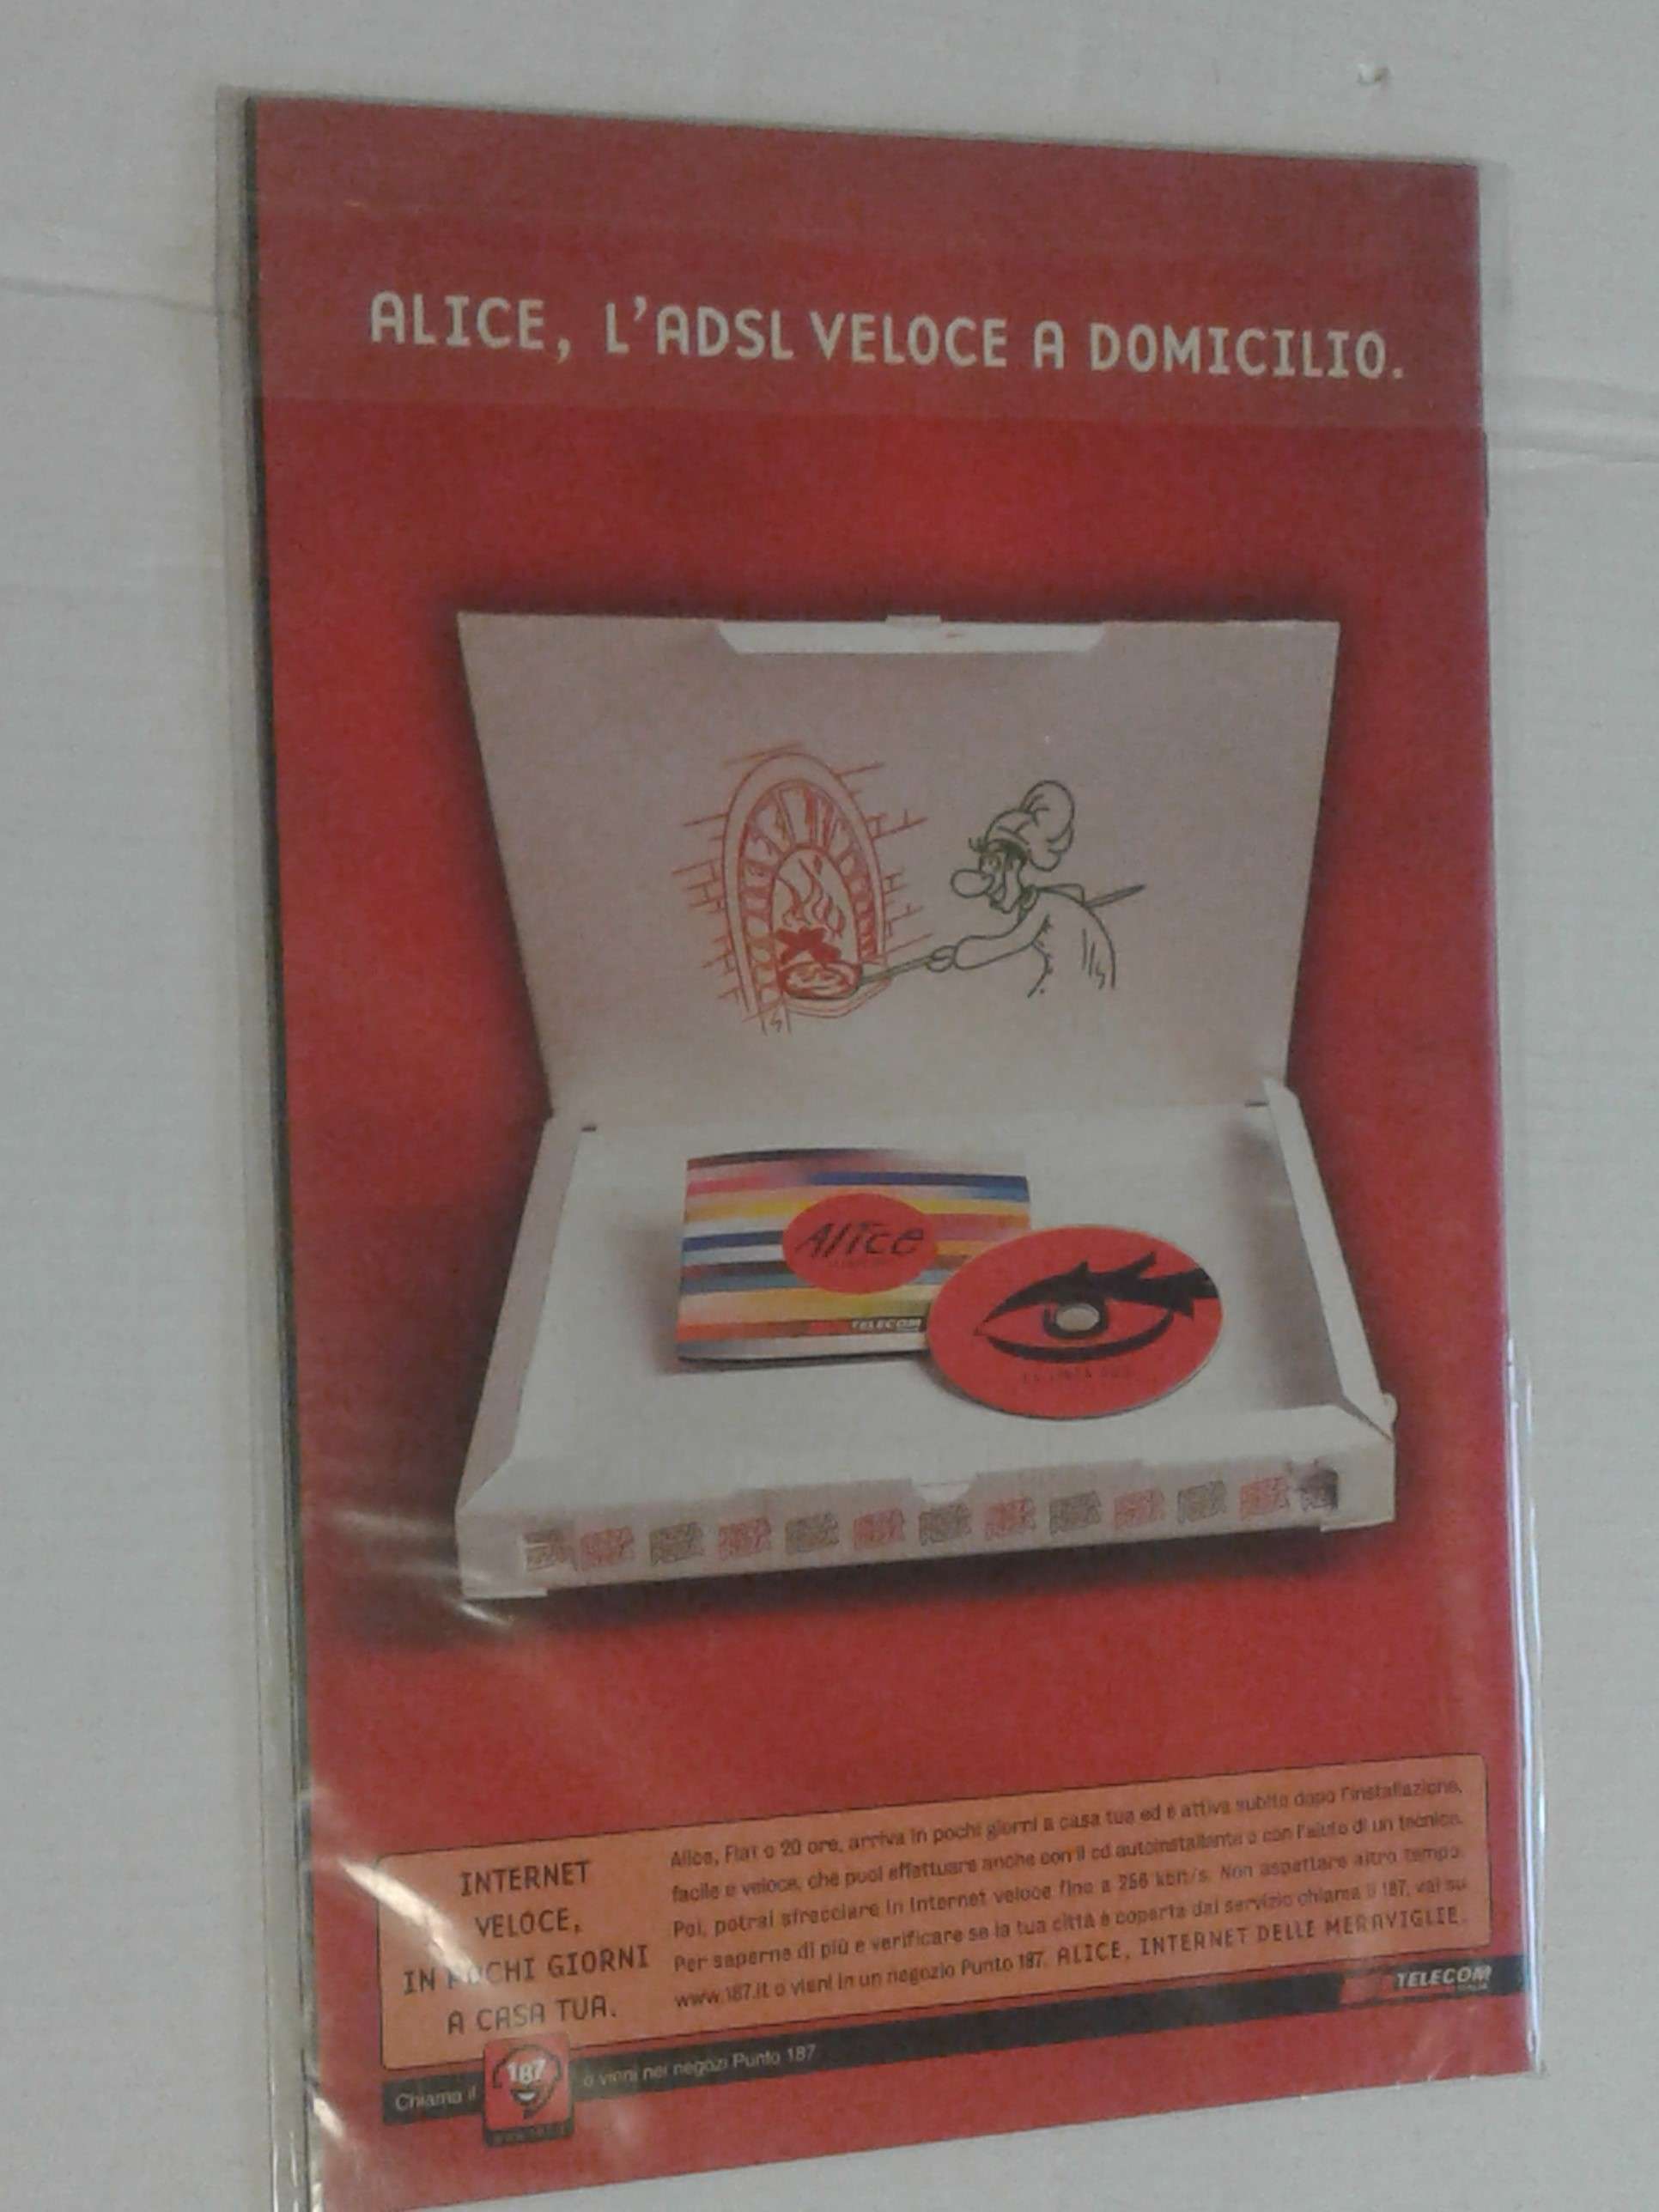 ALICE, L'ADSL VELOCE A DOMICILIO.
Alice
TELECOM
INTERNET
VELOCE,
IN POCHI GIORNI
A CASA TUA.
Alice, Flat o 20 ore, arriva in pochi giorni a casa tua ed è attiva subito dopo l'installazione,
facile e veloce, che puoi effettuare anche con il cd autoinstallante o con l'aiuto di un tecnico.
Poi, potrai sfrecciare in Internet veloce fino a 256 kbit/s. Non aspettare altro tempo.
Per saperne di più e verificare se la tua città è coperta dal servizio chiama il 187, vai su
www.187.it o vieni in un negozio Punto 187. ALICE, INTERNET DELLE MERAVIGLIE.
TELECOM
Chiama il 187 o vieni nei negozi Punto 187